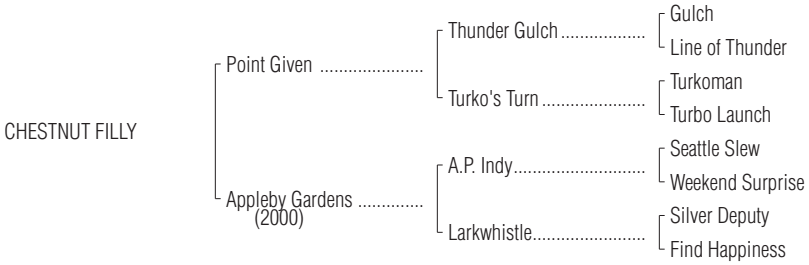 Gulch
Thunder Gulch ..................
Line of Thunder
Point Given ......................
Turkoman
Turko's Turn ......................
Turbo Launch
CHESTNUT FILLY
Seattle Slew
A.P. Indy............................
Weekend Surprise
Appleby Gardens ..............
(2000)
Silver Deputy
Larkwhistle........................
Find Happiness